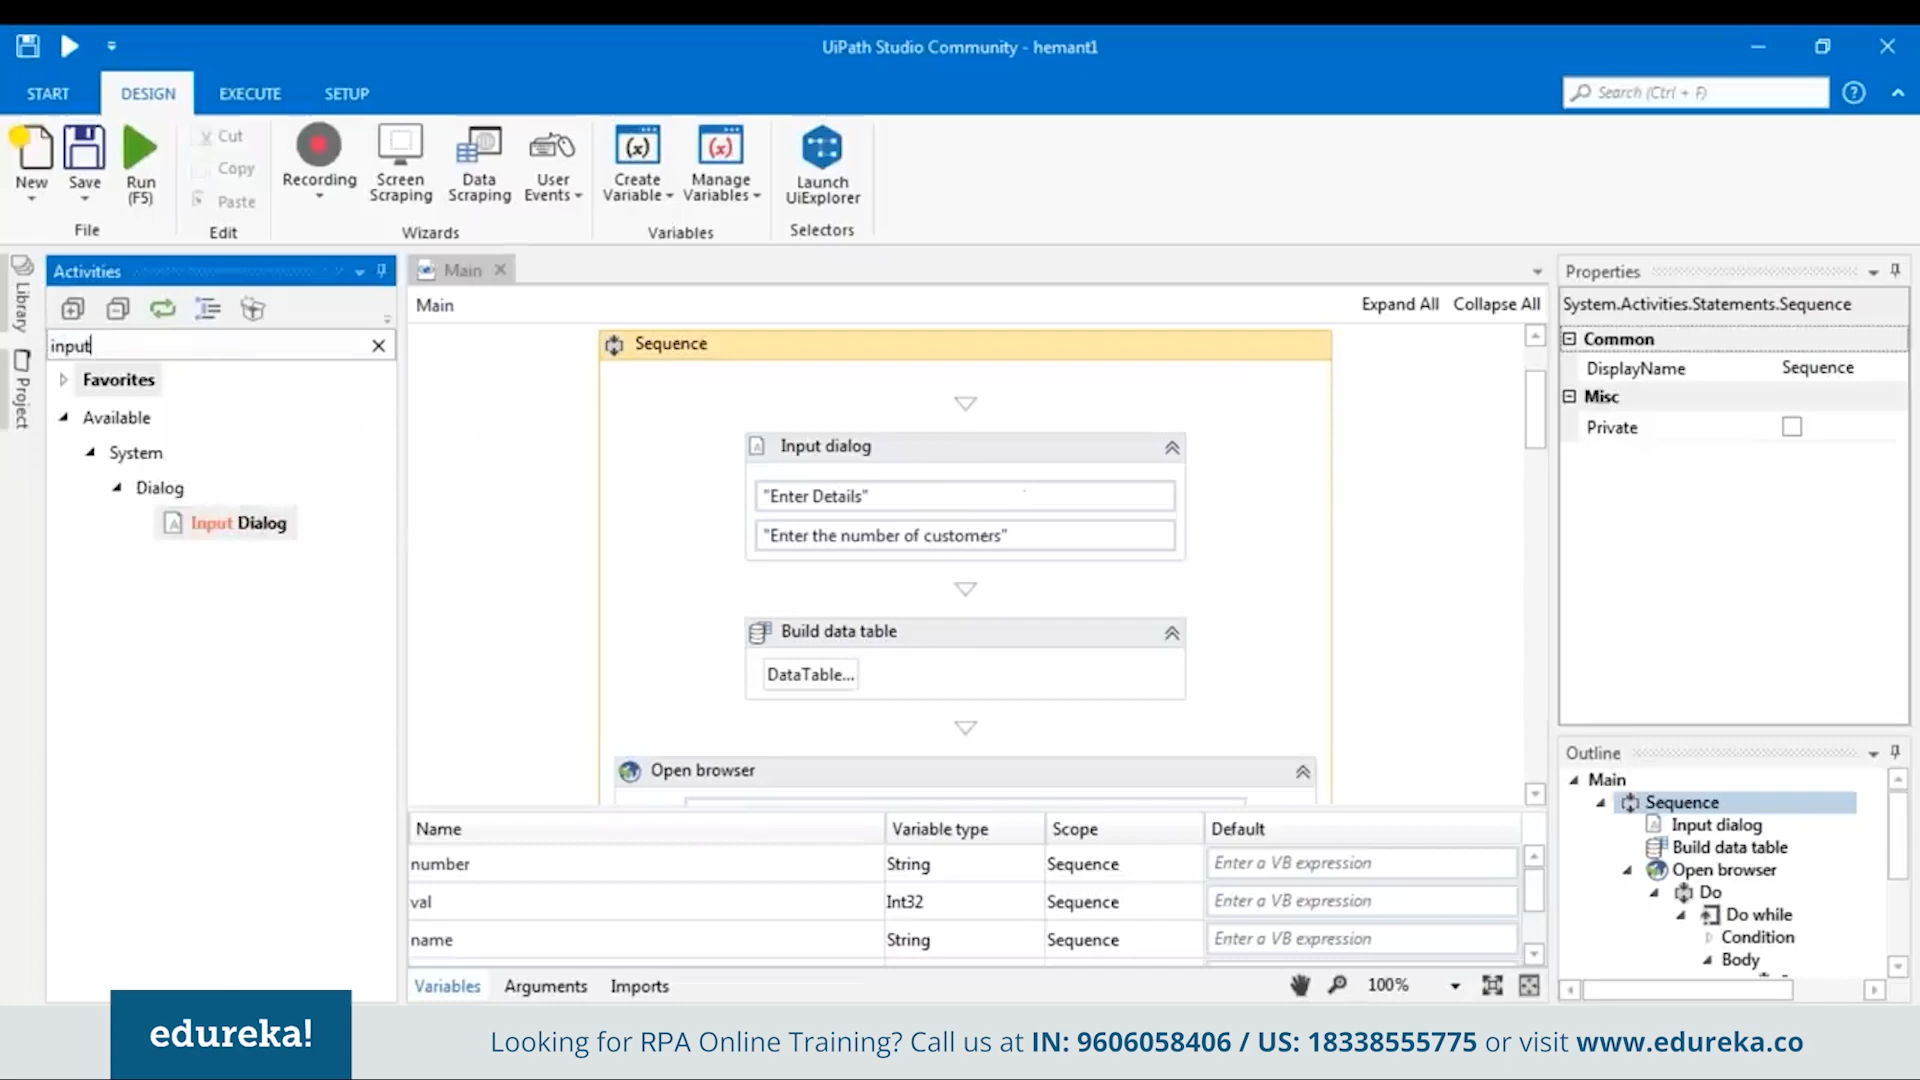 UiPath Studio Community - hemant1
START
DESIGN
EXECUTE
SETUP
Search (Ctrl + F)
New
Save
Run
(F5)
File
Cut
Copy
Paste
Edit
Recording
Screen
Scraping
Data
Scraping
User
Events
Wizards
Create
Variable
Manage
Variables
Variables
Launch
UiExplorer
Selectors
Library
Project
Activities
input
Favorites
Available
System
Dialog
Input Dialog
Main
Main
Expand All
Collapse All
Sequence
Input dialog
"Enter Details"
"Enter the number of customers"
Build data table
DataTable...
Open browser
Name Variable type Scope Default
number String Sequence Enter a VB expression
val Int32 Sequence Enter a VB expression
name String Sequence Enter a VB expression
Variables Arguments Imports
100%
Properties
System.Activities.Statements.Sequence
Common
DisplayName Sequence
Misc
Private
Outline
Main
Sequence
Input dialog
Build data table
Open browser
Do
Do while
Condition
Body
edureka!
Looking for RPA Online Training? Call us at IN: 9606058406 / US: 18338555775 or visit www.edureka.co